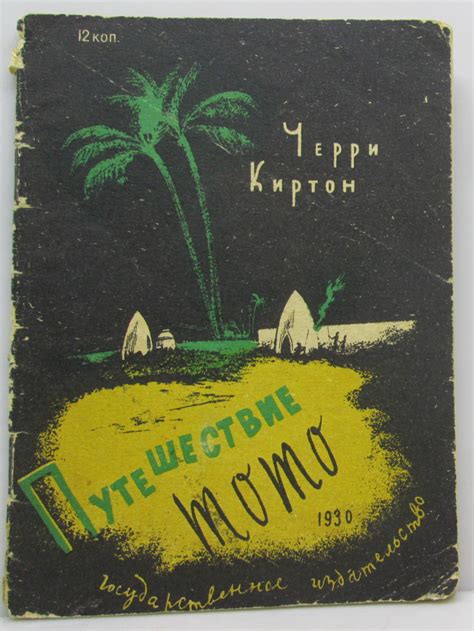 12 коп.
Черри
Киртон
Путешествие
Тото
1930
государственное издательство